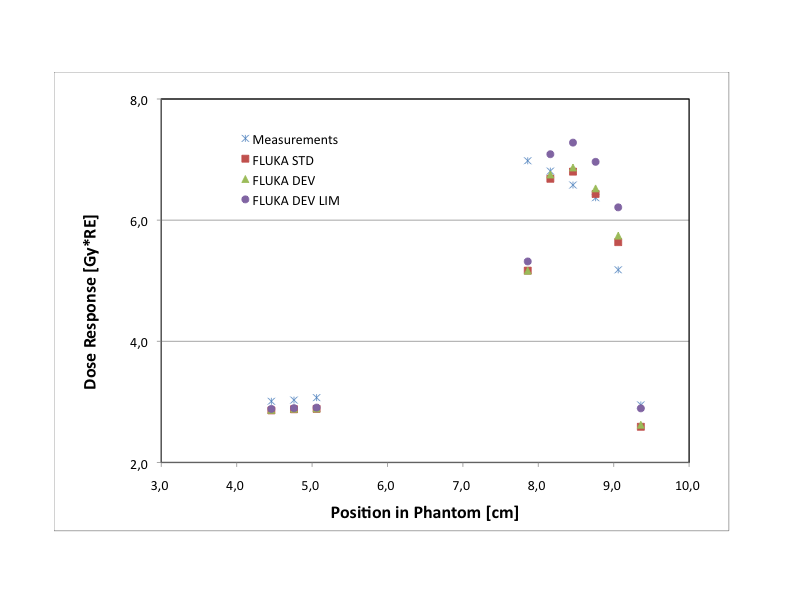 8,0
Measurements
FLUKA STD
FLUKA DEV
FLUKA DEV LIM
6,0
Dose Response [Gy*RE]
4,0
2,0
3,0 4,0 5,0 6,0 7,0 8,0 9,0 10,0
Position in Phantom [cm]